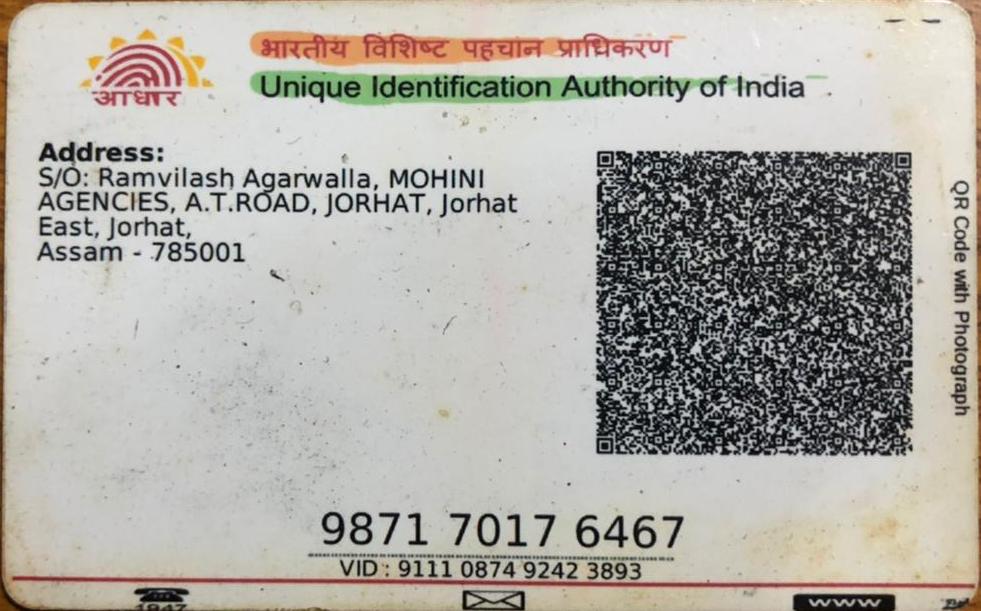 भारतीय विशिष्ट पहचान प्राधिकरण
आधार
Unique Identification Authority of India
Address:
S/O: Ramvilash Agarwalla, MOHINI
AGENCIES, A.T.ROAD, JORHAT, Jorhat
East, Jorhat,
Assam - 785001
QR Code with Photograph
9871 7017 6467
VID : 9111 0874 9242 3893
1947
www